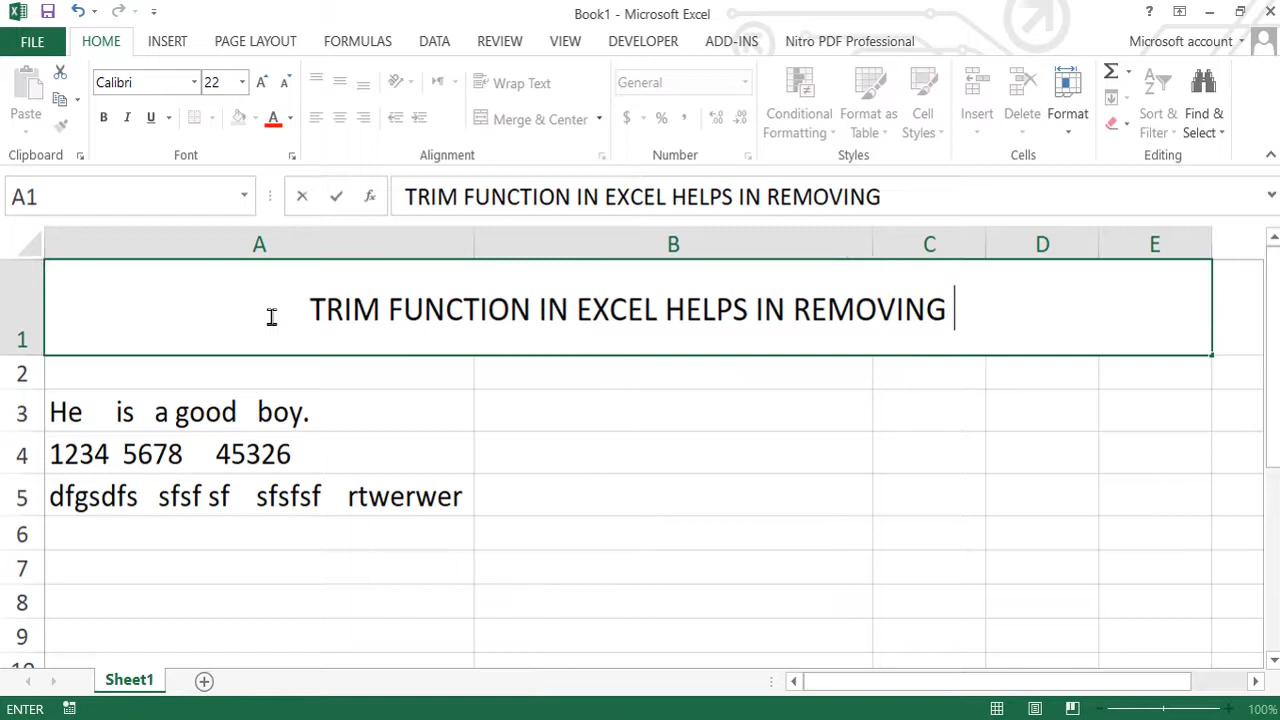 Book1 - Microsoft Excel
FILE HOME INSERT PAGE LAYOUT FORMULAS DATA REVIEW VIEW DEVELOPER ADD-INS Nitro PDF Professional Microsoft account
Calibri 22 Wrap Text General
Paste B I U A Merge & Center $ % , Conditional Formatting Format as Table Cell Styles Insert Delete Format Sort & Filter Find & Select
Clipboard Font Alignment Number Styles Cells Editing
A1 fx TRIM FUNCTION IN EXCEL HELPS IN REMOVING
A B C D E
1 TRIM FUNCTION IN EXCEL HELPS IN REMOVING
2
3 He is a good boy.
4 1234 5678 45326
5 dfgsdfs sfsf sf sfsfsf rtwerwer
6
7
8
9
10
Sheet1
ENTER 100%